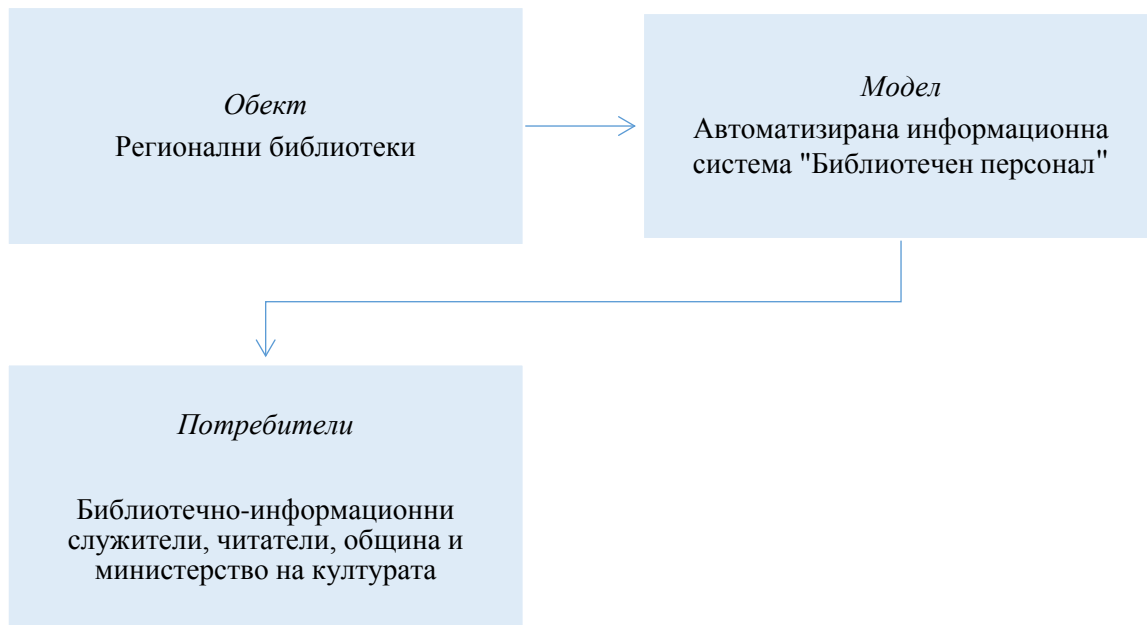 Обект
Регионални библиотеки
Модел
Автоматизирана информационна
система "Библиотечен персонал"
Потребители
Библиотечно-информационни
служители, читатели, община и
министерство на културата